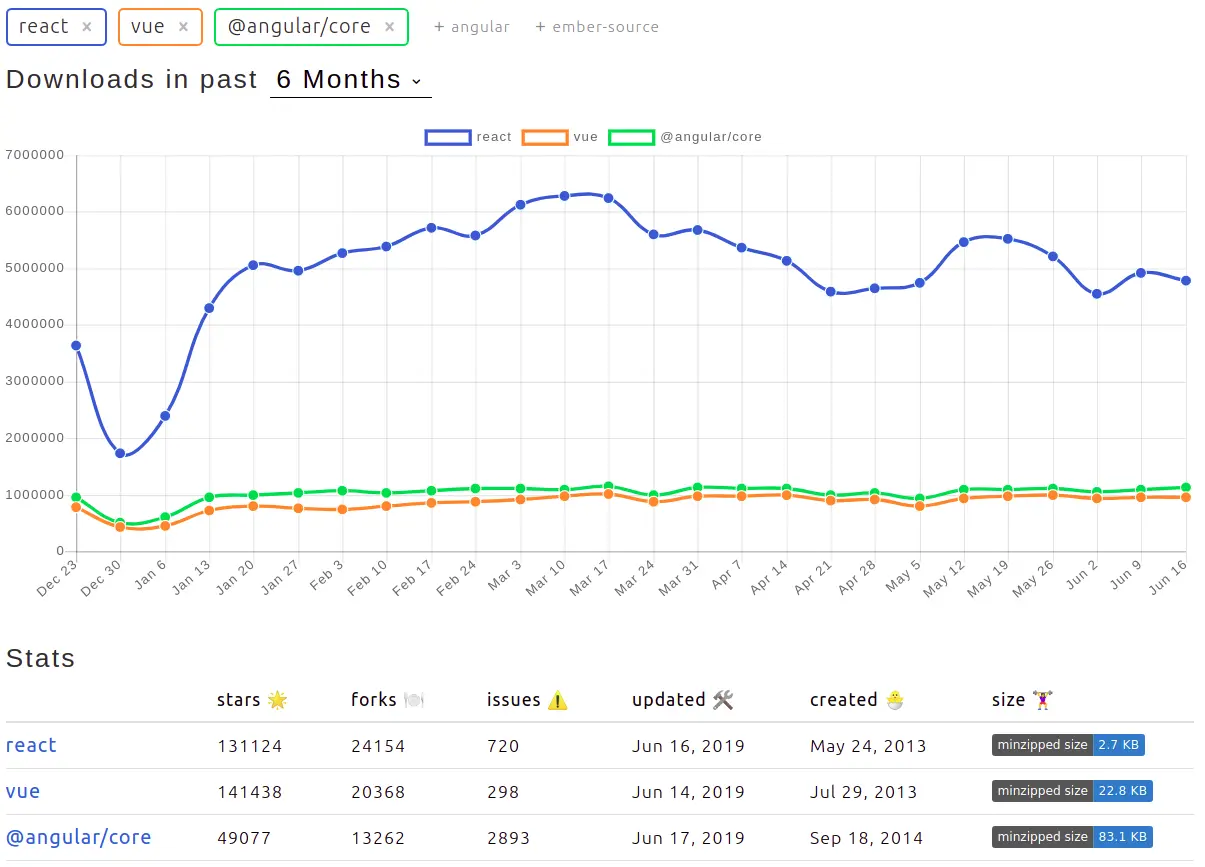 react × vue × @angular/core × + angular + ember-source
Downloads in past 6 Months
react vue @angular/core
7000000
6000000
5000000
4000000
3000000
2000000
1000000
0
Dec 23 Dec 30 Jan 6 Jan 13 Jan 20 Jan 27 Feb 3 Feb 10 Feb 17 Feb 24 Mar 3 Mar 10 Mar 17 Mar 24 Mar 31 Apr 7 Apr 14 Apr 21 Apr 28 May 5 May 12 May 19 May 26 Jun 2 Jun 9 Jun 16
Stats
stars 🌟 forks 🍽️ issues ⚠️ updated 🛠️ created 🐣 size 🏋️‍♀️
react 131124 24154 720 Jun 16, 2019 May 24, 2013 minzipped size 2.7 KB
vue 141438 20368 298 Jun 14, 2019 Jul 29, 2013 minzipped size 22.8 KB
@angular/core 49077 13262 2893 Jun 17, 2019 Sep 18, 2014 minzipped size 83.1 KB